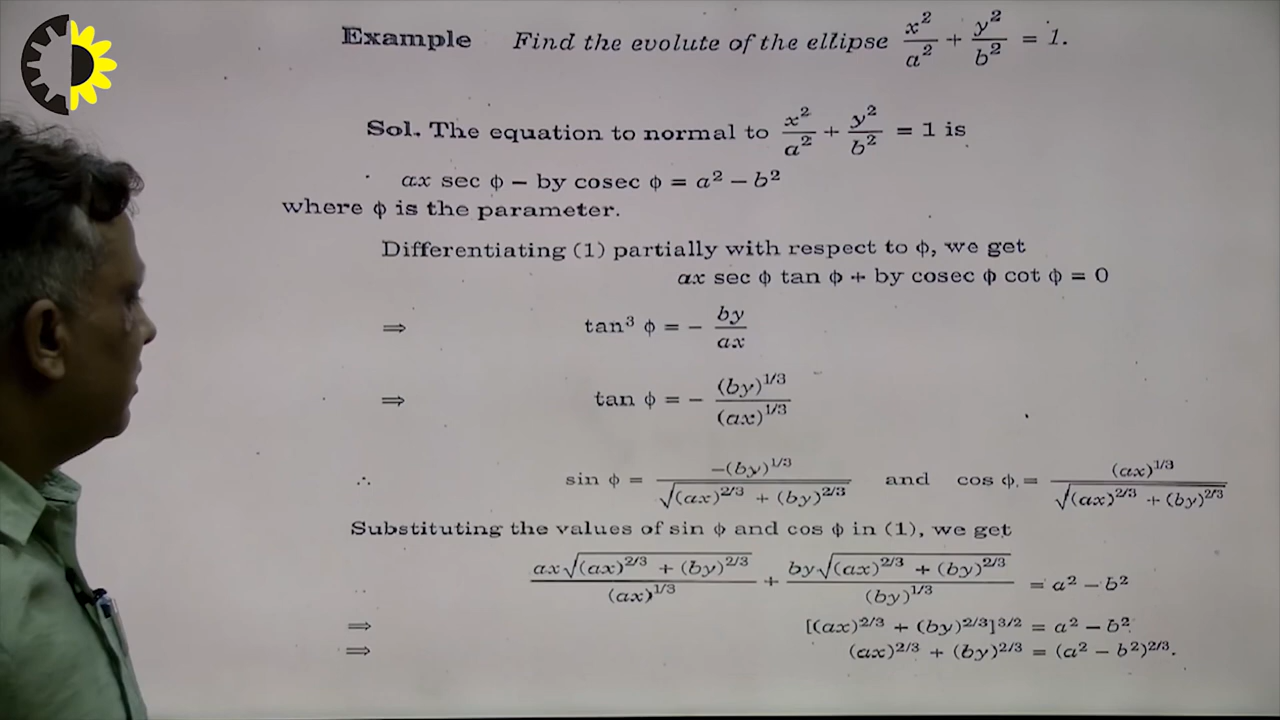 Example Find the evolute of the ellipse x²/a² + y²/b² = 1.
Sol. The equation to normal to x²/a² + y²/b² = 1 is
ax sec ϕ – by cosec ϕ = a² – b²
where ϕ is the parameter.
Differentiating (1) partially with respect to ϕ, we get
ax sec ϕ tan ϕ + by cosec ϕ cot ϕ = 0
⇒ tan³ ϕ = – by/ax
⇒ tan ϕ = – (by)^1/3/(ax)^1/3
∴ sin ϕ = –(by)^1/3/√((ax)^2/3 + (by)^2/3) and cos ϕ = (ax)^1/3/√((ax)^2/3 + (by)^2/3)
Substituting the values of sin ϕ and cos ϕ in (1), we get
ax√((ax)^2/3 + (by)^2/3)/(ax)^1/3 + by√((ax)^2/3 + (by)^2/3)/(by)^1/3 = a² – b²
⇒ [(ax)^2/3 + (by)^2/3]^3/2 = a² – b²
⇒ (ax)^2/3 + (by)^2/3 = (a² – b²)^2/3.